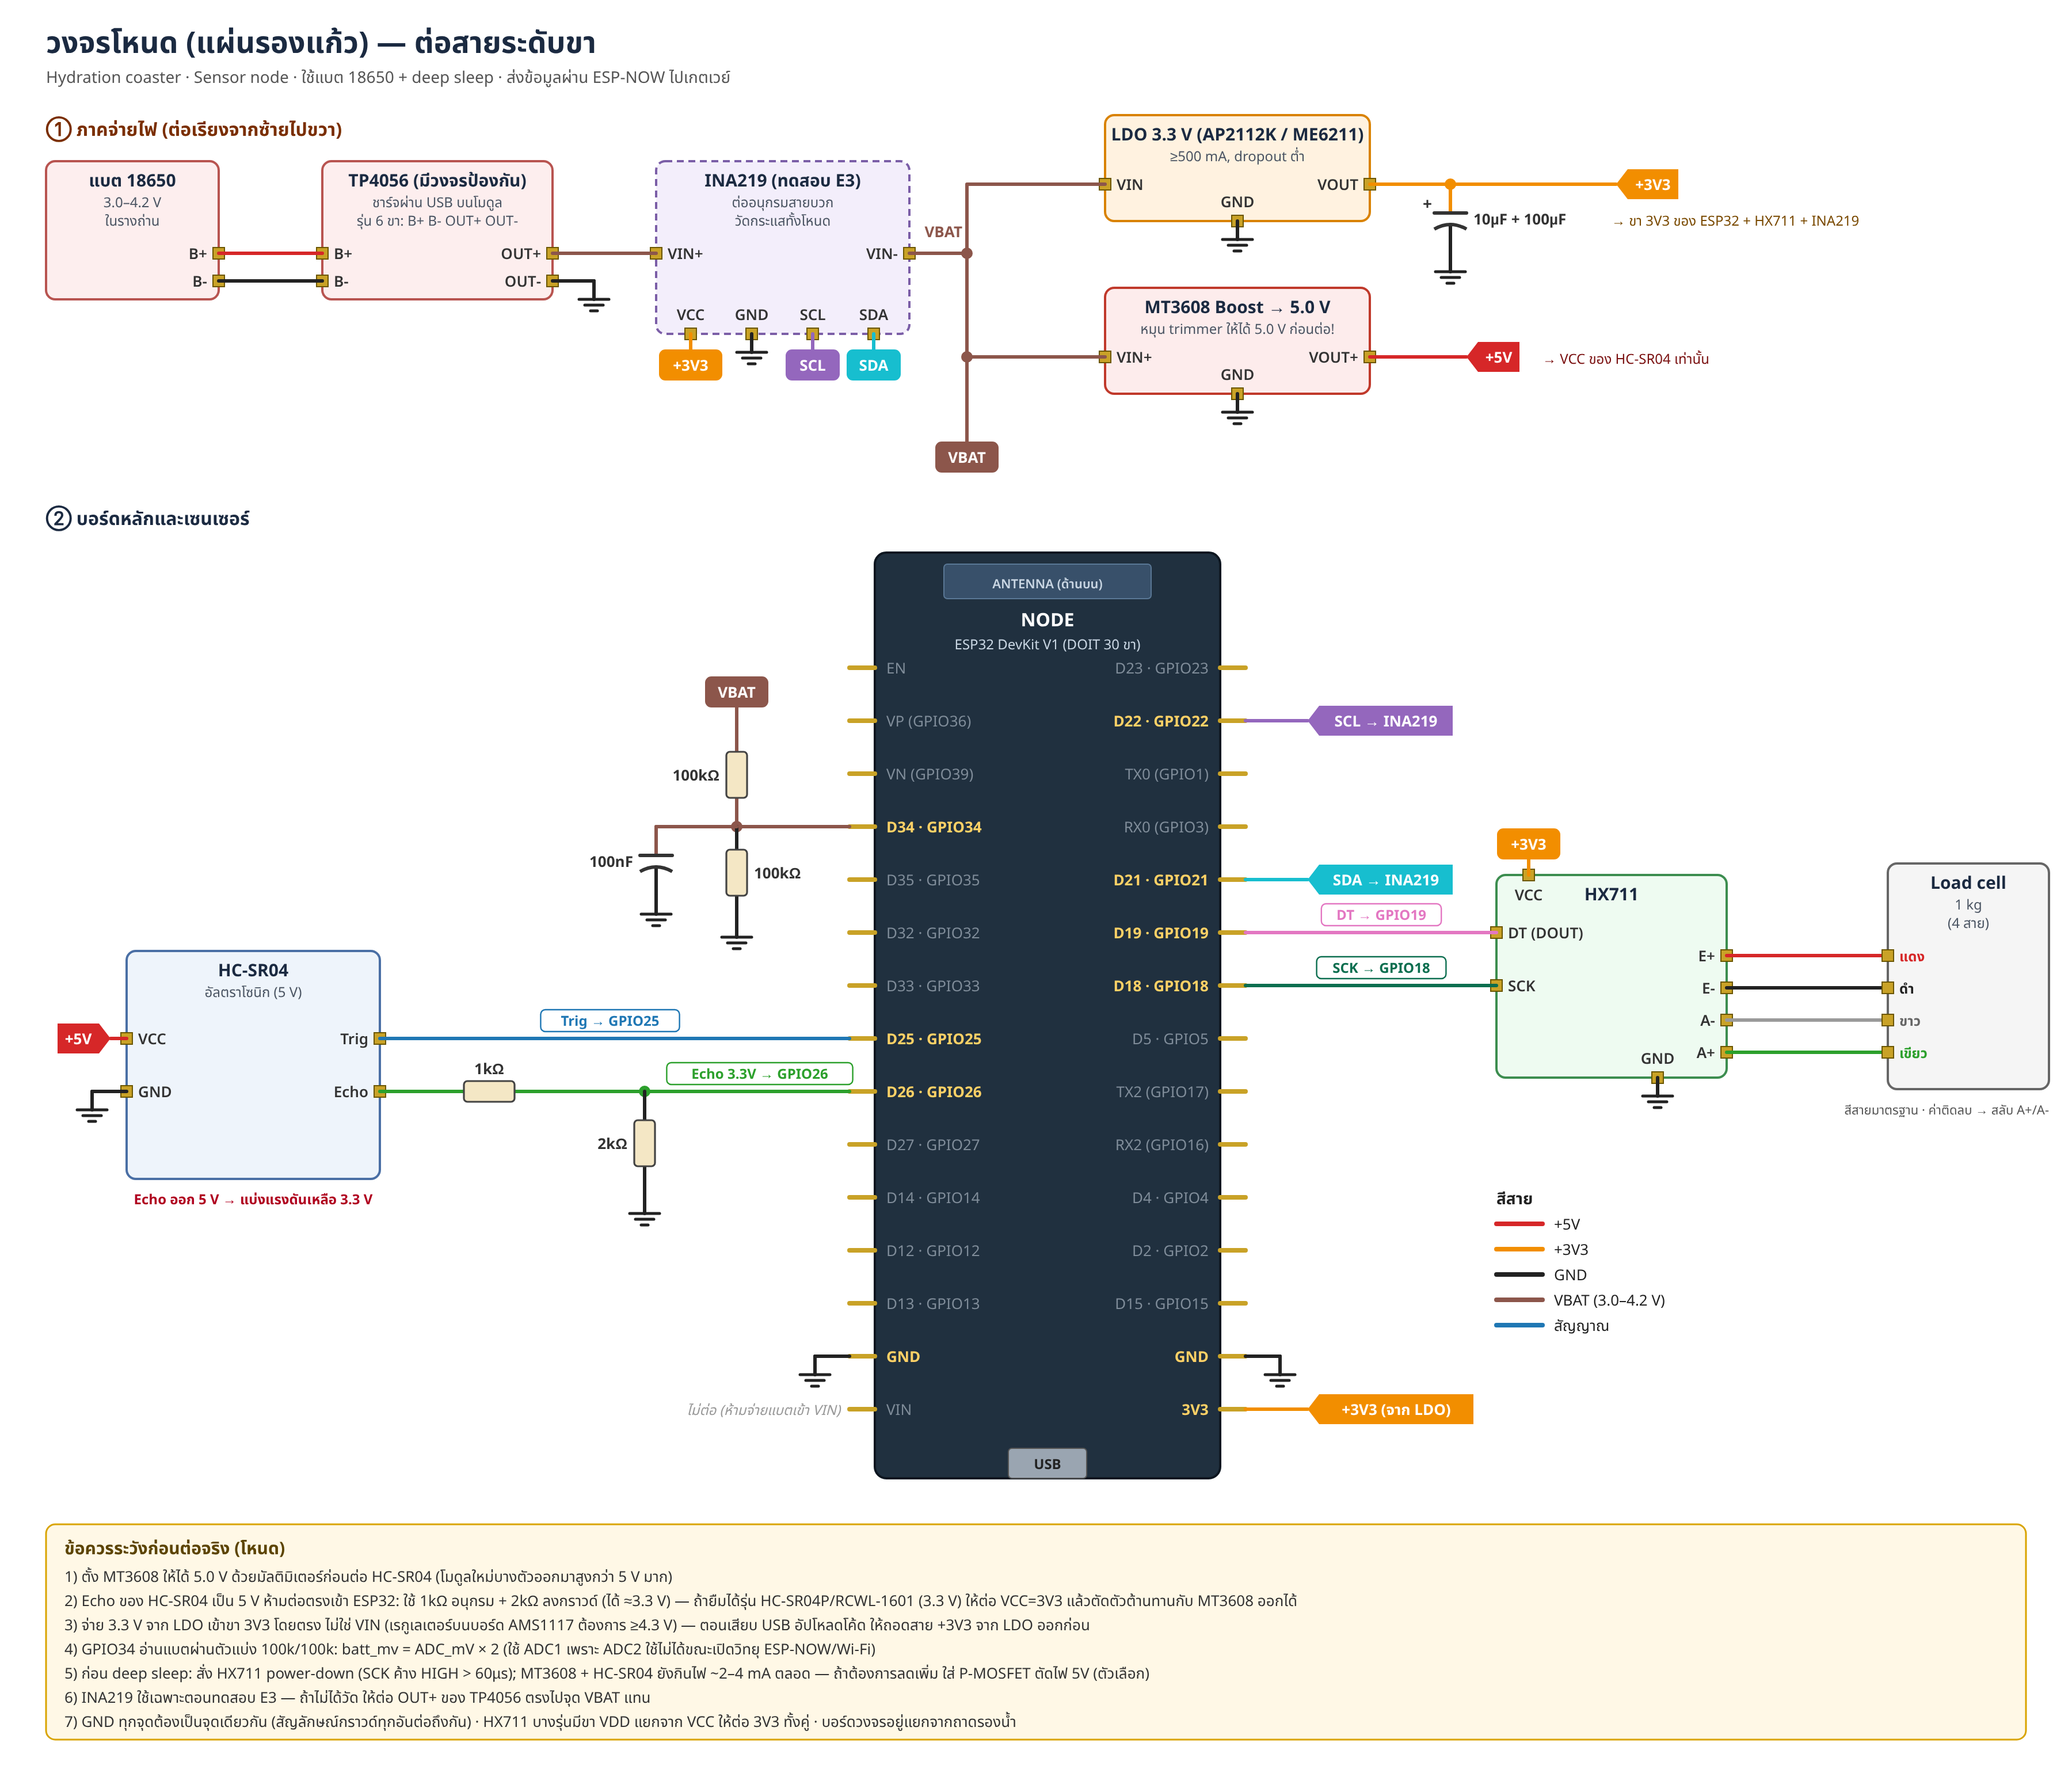 วงจรโหนด (แผ่นรองแก้ว) — ต่อสายระดับขา
Hydration coaster · Sensor node · ใช้แบต 18650 + deep sleep · ส่งข้อมูลผ่าน ESP-NOW ไปเกตเวย์
① ภาคจ่ายไฟ (ต่อเรียงจากซ้ายไปขวา)
แบต 18650
3.0–4.2 V
ในรางถ่าน
B+
B-
TP4056 (มีวงจรป้องกัน)
ชาร์จผ่าน USB บนโมดูล
รุ่น 6 ขา: B+ B- OUT+ OUT-
B+
B-
OUT+
OUT-
INA219 (ทดสอบ E3)
ต่ออนุกรมสายบวก
วัดกระแสทั้งโหนด
VIN+
VIN-
VCC
GND
SCL
SDA
+3V3
SCL
SDA
VBAT
VBAT
LDO 3.3 V (AP2112K / ME6211)
≥500 mA, dropout ต่ำ
VIN
VOUT
GND
+
10µF + 100µF
+3V3
→ ขา 3V3 ของ ESP32 + HX711 + INA219
MT3608 Boost → 5.0 V
หมุน trimmer ให้ได้ 5.0 V ก่อนต่อ!
VIN+
VOUT+
GND
+5V
→ VCC ของ HC-SR04 เท่านั้น
② บอร์ดหลักและเซนเซอร์
ANTENNA (ด้านบน)
NODE
ESP32 DevKit V1 (DOIT 30 ขา)
EN
VP (GPIO36)
VN (GPIO39)
D34 · GPIO34
D35 · GPIO35
D32 · GPIO32
D33 · GPIO33
D25 · GPIO25
D26 · GPIO26
D27 · GPIO27
D14 · GPIO14
D12 · GPIO12
D13 · GPIO13
GND
VIN
D23 · GPIO23
D22 · GPIO22
TX0 (GPIO1)
RX0 (GPIO3)
D21 · GPIO21
D19 · GPIO19
D18 · GPIO18
D5 · GPIO5
TX2 (GPIO17)
RX2 (GPIO16)
D4 · GPIO4
D2 · GPIO2
D15 · GPIO15
GND
3V3
USB
VBAT
100kΩ
100nF
100kΩ
HC-SR04
อัลตราโซนิก (5 V)
+5V
VCC
GND
Trig
Echo
Echo ออก 5 V → แบ่งแรงดันเหลือ 3.3 V
Trig → GPIO25
1kΩ
Echo 3.3V → GPIO26
2kΩ
ไม่ต่อ (ห้ามจ่ายแบตเข้า VIN)
SCL → INA219
SDA → INA219
DT → GPIO19
SCK → GPIO18
+3V3 (จาก LDO)
+3V3
VCC
HX711
DT (DOUT)
SCK
E+
E-
A-
A+
GND
Load cell
1 kg
(4 สาย)
แดง
ดำ
ขาว
เขียว
สีสายมาตรฐาน · ค่าติดลบ → สลับ A+/A-
สีสาย
+5V
+3V3
GND
VBAT (3.0–4.2 V)
สัญญาณ
ข้อควรระวังก่อนต่อจริง (โหนด)
1) ตั้ง MT3608 ให้ได้ 5.0 V ด้วยมัลติมิเตอร์ก่อนต่อ HC-SR04 (โมดูลใหม่บางตัวออกมาสูงกว่า 5 V มาก)
2) Echo ของ HC-SR04 เป็น 5 V ห้ามต่อตรงเข้า ESP32: ใช้ 1kΩ อนุกรม + 2kΩ ลงกราวด์ (ได้ ≈3.3 V) — ถ้ายืมได้รุ่น HC-SR04P/RCWL-1601 (3.3 V) ให้ต่อ VCC=3V3 แล้วตัดตัวต้านทานกับ MT3608 ออกได้
3) จ่าย 3.3 V จาก LDO เข้าขา 3V3 โดยตรง ไม่ใช่ VIN (เรกูเลเตอร์บนบอร์ด AMS1117 ต้องการ ≥4.3 V) — ตอนเสียบ USB อัปโหลดโค้ด ให้ถอดสาย +3V3 จาก LDO ออกก่อน
4) GPIO34 อ่านแบตผ่านตัวแบ่ง 100k/100k: batt_mv = ADC_mV × 2 (ใช้ ADC1 เพราะ ADC2 ใช้ไม่ได้ขณะเปิดวิทยุ ESP-NOW/Wi-Fi)
5) ก่อน deep sleep: สั่ง HX711 power-down (SCK ค้าง HIGH > 60µs); MT3608 + HC-SR04 ยังกินไฟ ~2–4 mA ตลอด — ถ้าต้องการลดเพิ่ม ใส่ P-MOSFET ตัดไฟ 5V (ตัวเลือก)
6) INA219 ใช้เฉพาะตอนทดสอบ E3 — ถ้าไม่ได้วัด ให้ต่อ OUT+ ของ TP4056 ตรงไปจุด VBAT แทน
7) GND ทุกจุดต้องเป็นจุดเดียวกัน (สัญลักษณ์กราวด์ทุกอันต่อถึงกัน) · HX711 บางรุ่นมีขา VDD แยกจาก VCC ให้ต่อ 3V3 ทั้งคู่ · บอร์ดวงจรอยู่แยกจากถาดรองน้ำ